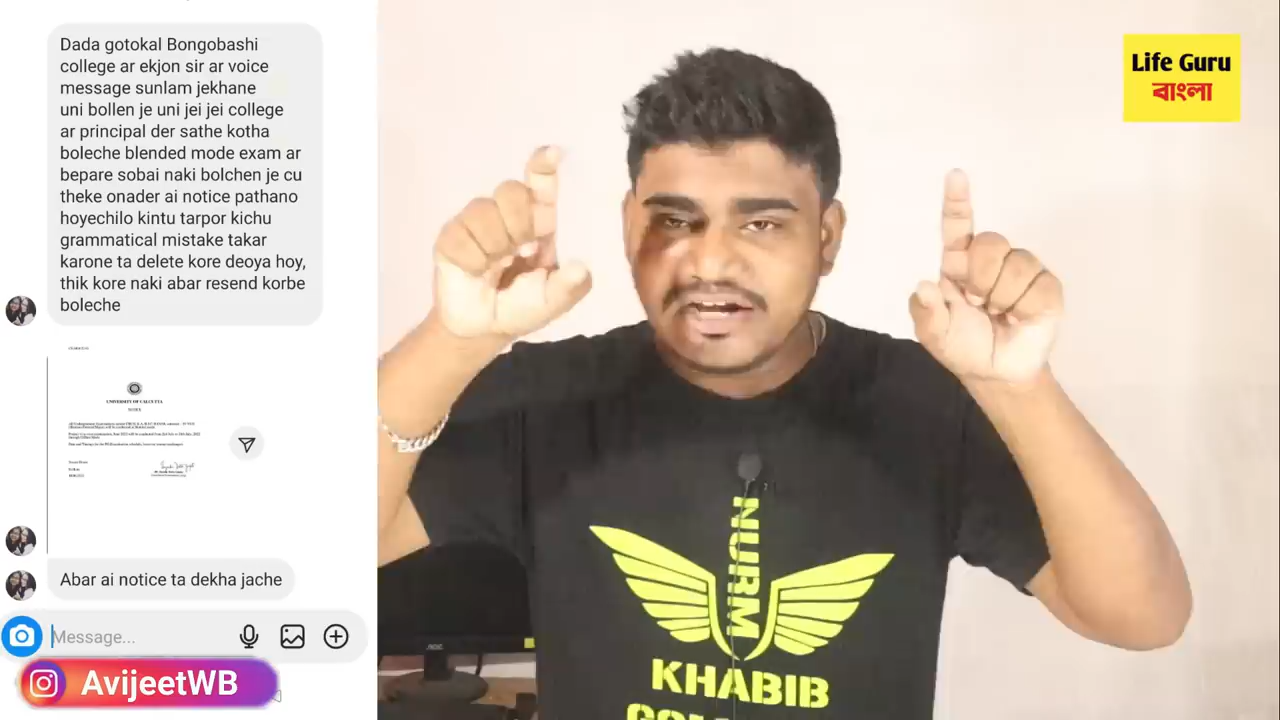 Dada gotokal Bongobashi
college ar ekjon sir ar voice
message sunlam jekhane
uni bollen je uni jei jei college
ar principal der sathe kotha
boleche blended mode exam ar
bepare sobai naki bolchen je cu
theke onader ai notice pathano
hoyechilo kintu tarpor kichu
grammatical mistake takar
karone ta delete kore deoya hoy,
thik kore naki abar resend korbe
boleche
UNIVERSITY OF CALCUTTA
Abar ai notice ta dekha jache
Message...
AvijeetWB
Life Guru
বাংলা
NURM
KHABIB